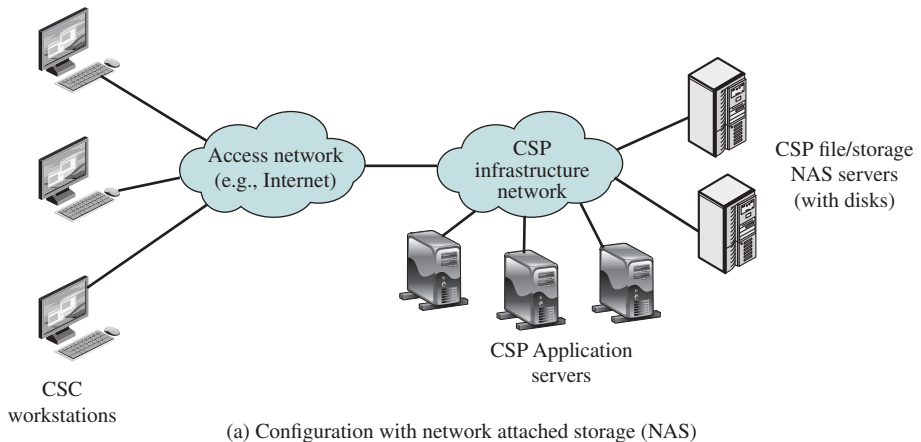 Access network
(e.g., Internet)
CSP
infrastructure
network
CSP file/storage
NAS servers
(with disks)
CSP Application
servers
CSC
workstations
(a) Configuration with network attached storage (NAS)